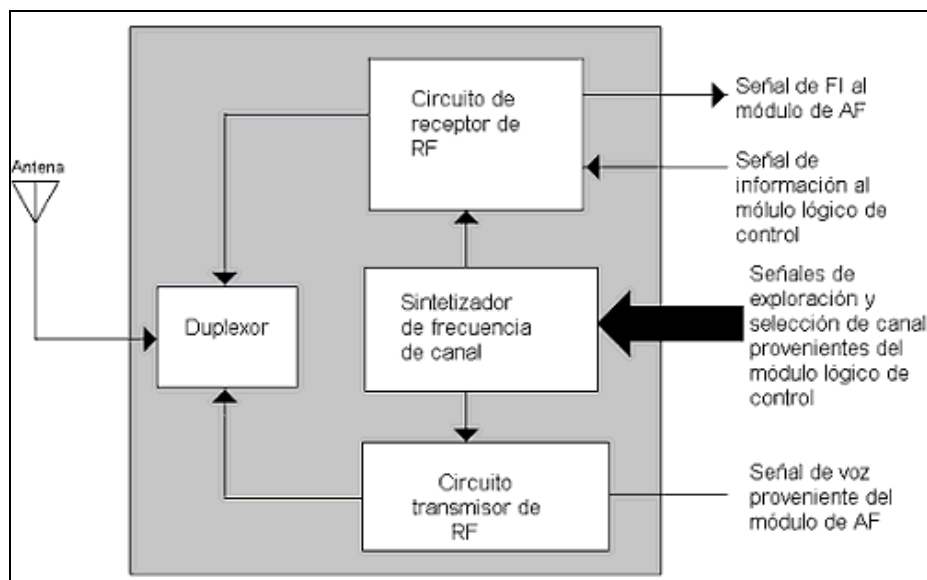 Antena
Duplexor
Circuito de
receptor de
RF
Sintetizador
de frecuencia
de canal
Circuito
transmisor de
RF
Señal de FI al
módulo de AF
Señal de
información al
mólulo lógico de
control
Señales de
exploración y
selección de canal
provenientes del
módulo lógico de
control
Señal de voz
proveniente del
módulo de AF